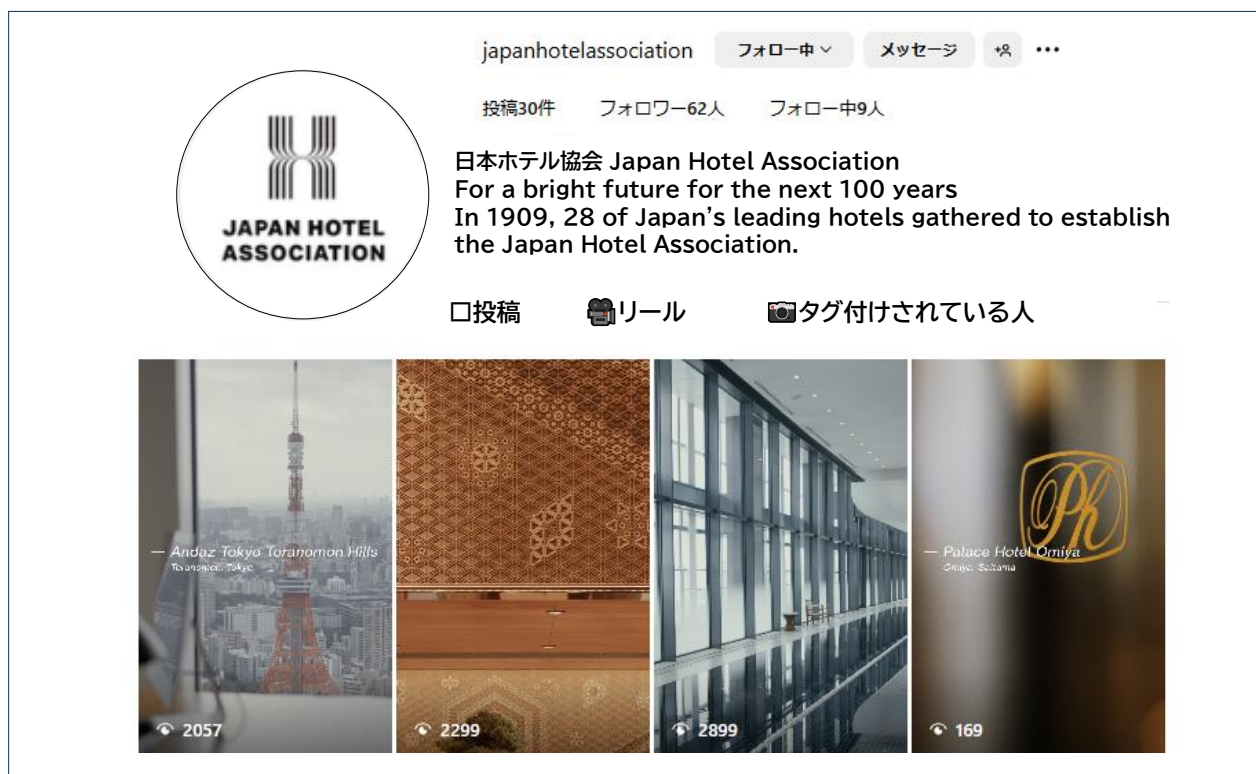 japanhotelassociation フォロー中 メッセージ
投稿30件 フォロワー62人 フォロー中9人
JAPAN HOTEL
ASSOCIATION
日本ホテル協会 Japan Hotel Association
For a bright future for the next 100 years
In 1909, 28 of Japan's leading hotels gathered to establish
the Japan Hotel Association.
□投稿 🎥リール 📷タグ付けされている人
— Andaz Tokyo Toranomon Hills
Toranomon, Tokyo
— Palace Hotel Omiya
Omiya, Saitama
Ph
2057
2299
2899
169